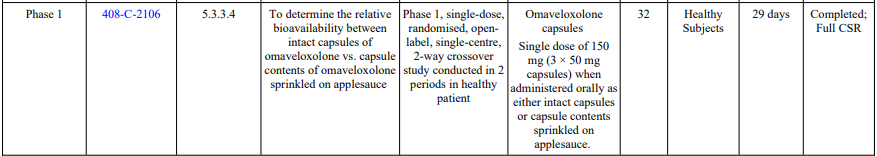 Phase 1
408-C-2106
5.3.3.4
To determine the relative
bioavailability between
intact capsules of
omaveloxolone vs. capsule
contents of omaveloxolone
sprinkled on applesauce
Phase 1, single-dose,
randomised, open-
label, single-centre,
2-way crossover
study conducted in 2
periods in healthy
patient
Omaveloxolone
capsules
Single dose of 150
mg (3 × 50 mg
capsules) when
administered orally as
either intact capsules
or capsule contents
sprinkled on
applesauce.
32
Healthy
Subjects
29 days
Completed;
Full CSR